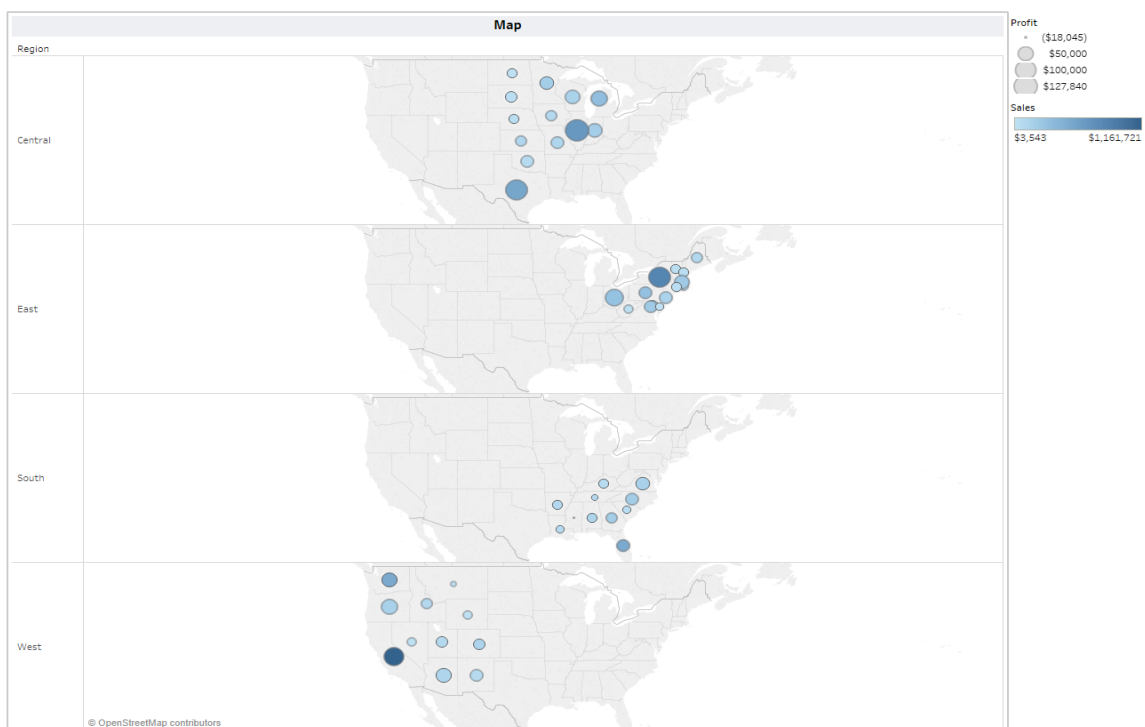 Map
Region
Central
East
South
West
© OpenStreetMap contributors
Profit
($18,045)
$50,000
$100,000
$127,840
Sales
$3,543 $1,161,721